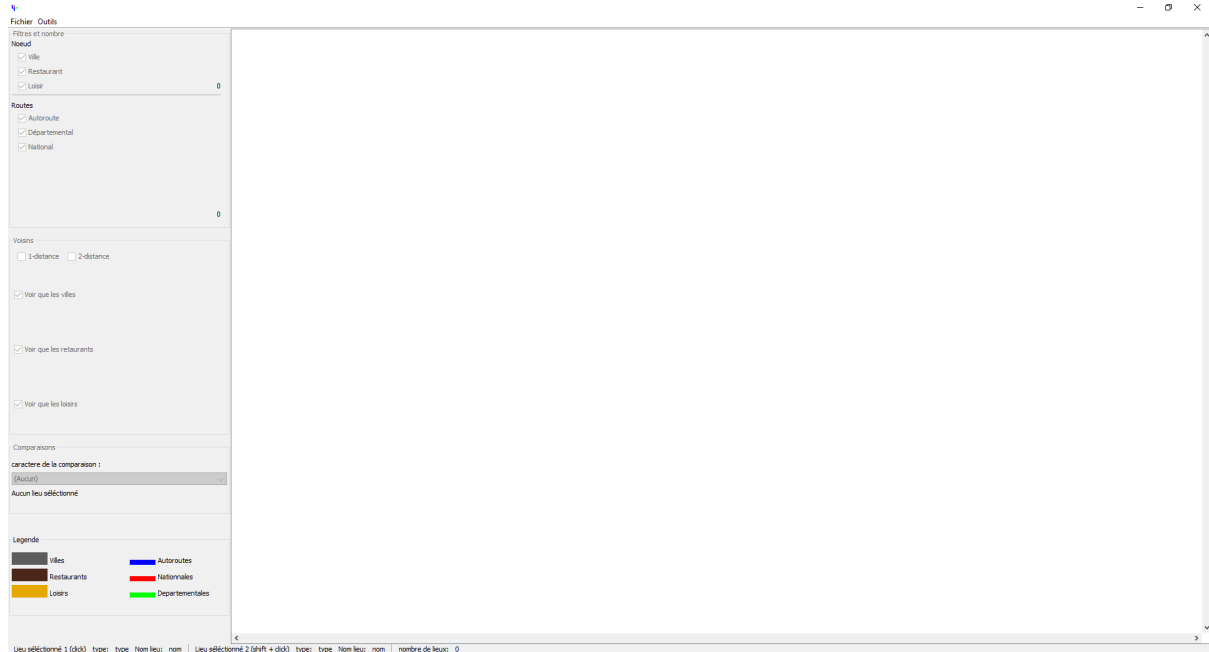 Fichier Outils
Filtres et nombre
Noeud
Ville
Restaurant
Loisir 0
Routes
Autoroute
Départemental
National
0
Voisins
1-distance 2-distance
Voir que les villes
Voir que les retaurants
Voir que les loisirs
Comparaisons
caractere de la comparaison :
(Aucun)
Aucun lieu séléctionné
Legende
Villes Autoroutes
Restaurants Nationnales
Loisirs Departementales
Lieu séléctionné 1 (click) type: type Nom lieu: nom Lieu séléctionné 2 (shift + click) type: type Nom lieu: nom nombre de lieux: 0